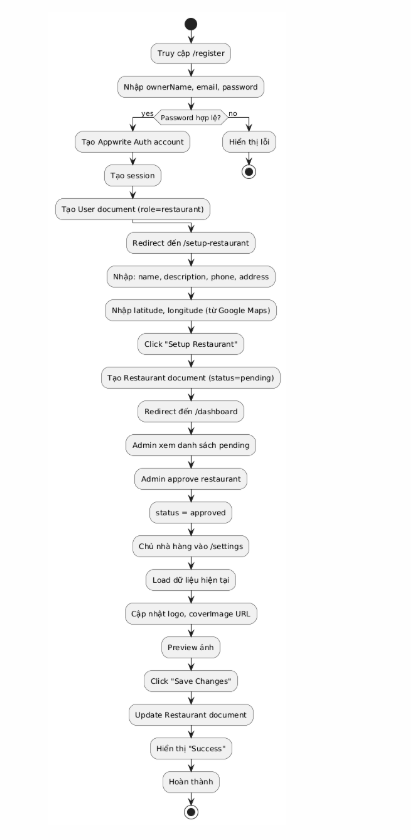 Truy cập /register
Nhập ownerName, email, password
yes
Password hợp lệ?
no
Tạo Appwrite Auth account
Hiển thị lỗi
Tạo session
Tạo User document (role=restaurant)
Redirect đến /setup-restaurant
Nhập: name, description, phone, address
Nhập latitude, longitude (từ Google Maps)
Click "Setup Restaurant"
Tạo Restaurant document (status=pending)
Redirect đến /dashboard
Admin xem danh sách pending
Admin approve restaurant
status = approved
Chủ nhà hàng vào /settings
Load dữ liệu hiện tại
Cập nhật logo, coverImage URL
Preview ảnh
Click "Save Changes"
Update Restaurant document
Hiển thị "Success"
Hoàn thành